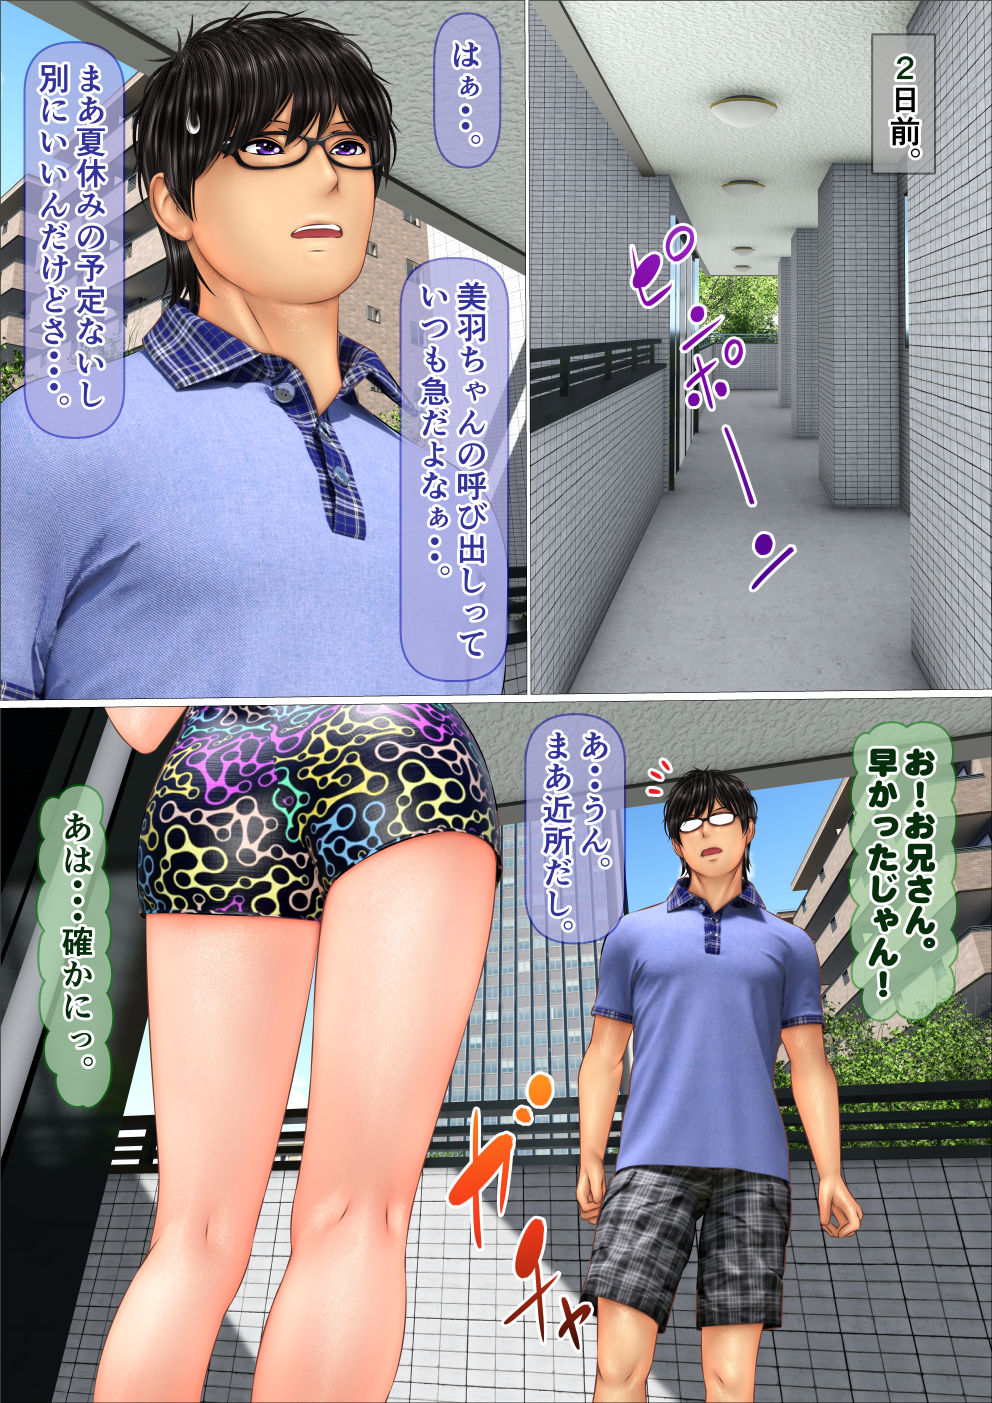 ２日前。
ピンポーン
はぁ・・・。
美羽ちゃんの呼び出しって
いつも急だよなぁ・・・。
まあ夏休みの予定ないし
別にいいんだけどさ・・・・。
お！お兄さん。
早かったじゃん！
あ・・うん。
まあ近所だし。
ガチャ
あは・・・確かにっ。